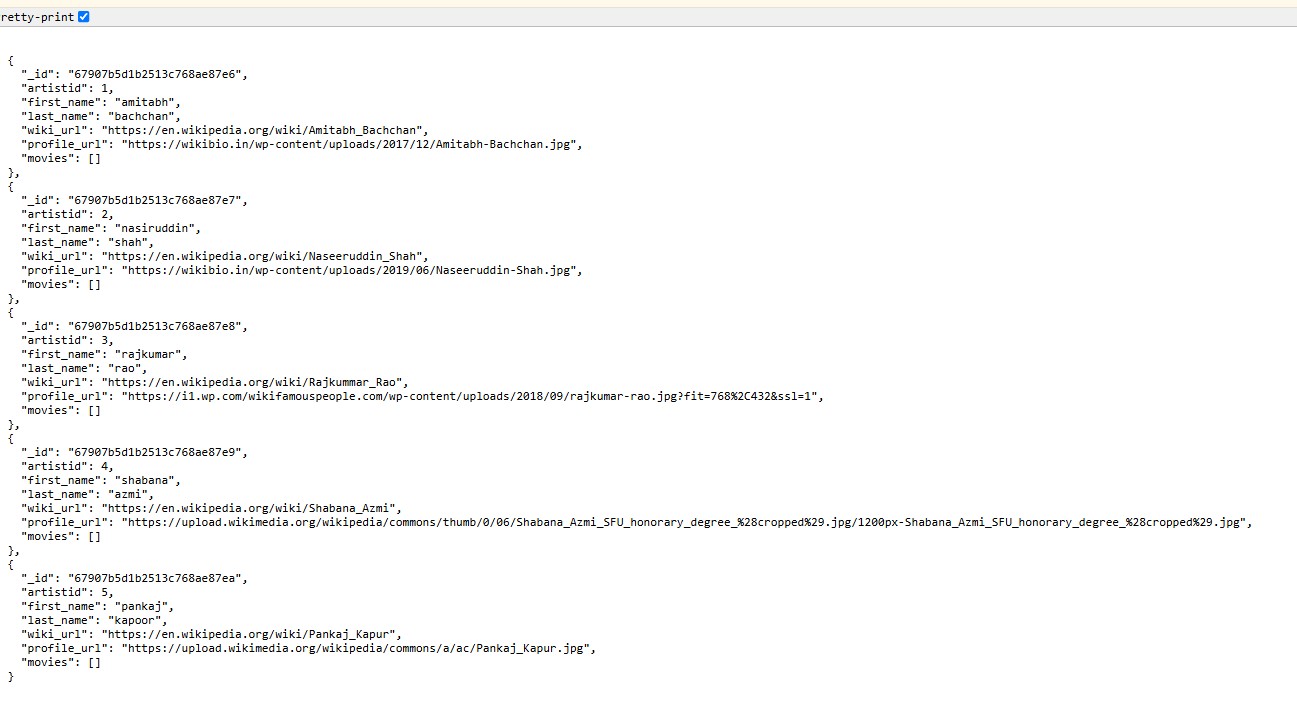 retty-print
{
"_id": "67907b5d1b2513c768ae87e6",
"artistid": 1,
"first_name": "amitabh",
"last_name": "bachchan",
"wiki_url": "https://en.wikipedia.org/wiki/Amitabh_Bachchan",
"profile_url": "https://wikibio.in/wp-content/uploads/2017/12/Amitabh-Bachchan.jpg",
"movies": []
},
{
"_id": "67907b5d1b2513c768ae87e7",
"artistid": 2,
"first_name": "nasiruddin",
"last_name": "shah",
"wiki_url": "https://en.wikipedia.org/wiki/Naseeruddin_Shah",
"profile_url": "https://wikibio.in/wp-content/uploads/2019/06/Naseeruddin-Shah.jpg",
"movies": []
},
{
"_id": "67907b5d1b2513c768ae87e8",
"artistid": 3,
"first_name": "rajkumar",
"last_name": "rao",
"wiki_url": "https://en.wikipedia.org/wiki/Rajkummar_Rao",
"profile_url": "https://i1.wp.com/wikifamouspeople.com/wp-content/uploads/2018/09/rajkumar-rao.jpg?fit=768%2C432&ssl=1",
"movies": []
},
{
"_id": "67907b5d1b2513c768ae87e9",
"artistid": 4,
"first_name": "shabana",
"last_name": "azmi",
"wiki_url": "https://en.wikipedia.org/wiki/Shabana_Azmi",
"profile_url": "https://upload.wikimedia.org/wikipedia/commons/thumb/0/06/Shabana_Azmi_SFU_honorary_degree_%28cropped%29.jpg/1200px-Shabana_Azmi_SFU_honorary_degree_%28cropped%29.jpg",
"movies": []
},
{
"_id": "67907b5d1b2513c768ae87ea",
"artistid": 5,
"first_name": "pankaj",
"last_name": "kapoor",
"wiki_url": "https://en.wikipedia.org/wiki/Pankaj_Kapur",
"profile_url": "https://upload.wikimedia.org/wikipedia/commons/a/ac/Pankaj_Kapur.jpg",
"movies": []
}